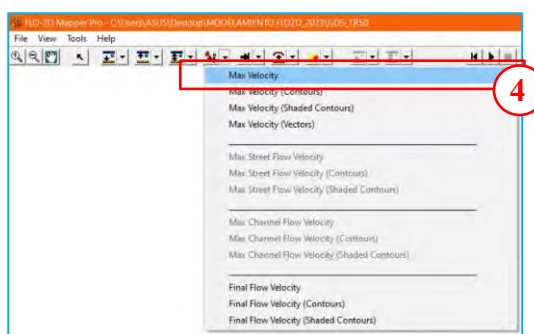 FLO-2D Mapper Pro - C:\Users\ASUS\Desktop\MODELAMIENTO FLO2D_2023\GDS_TR50
File View Tools Help
Max Velocity
4
Max Velocity (Contours)
Max Velocity (Shaded Contours)
Max Velocity (Vectors)
Max Street Flow Velocity
Max Street Flow Velocity (Contours)
Max Street Flow Velocity (Shaded Contours)
Max Channel Flow Velocity
Max Channel Flow Velocity (Contours)
Max Channel Flow Velocity (Shaded Contours)
Final Flow Velocity
Final Flow Velocity (Contours)
Final Flow Velocity (Shaded Contours)